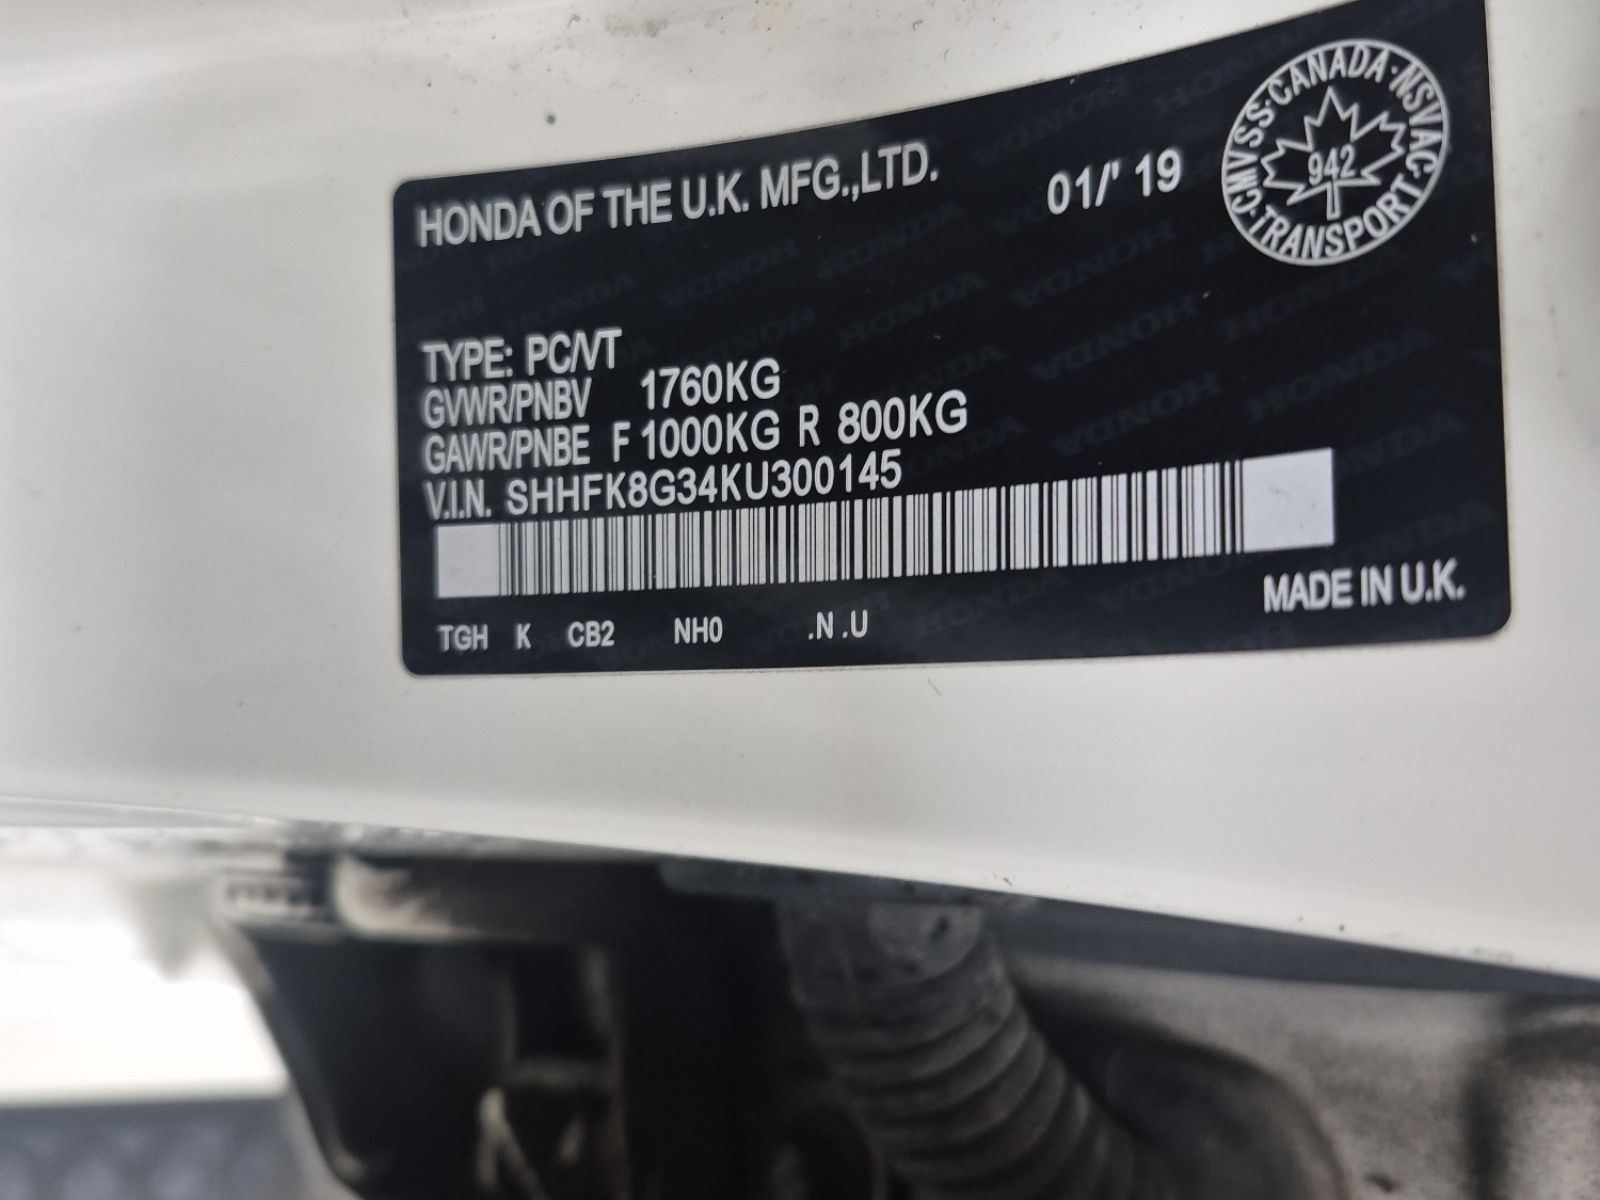 HONDA OF THE U.K. MFG.,LTD. 01/' 19
CMVSS·CANADA·NSVAC·TRANSPORT
942
TYPE: PC/VT
GVWR/PNBV 1760KG
GAWR/PNBE F 1000KG R 800KG
V.I.N. SHHFK8G34KU300145
MADE IN U.K.
TGH K CB2 NH0 .N .U